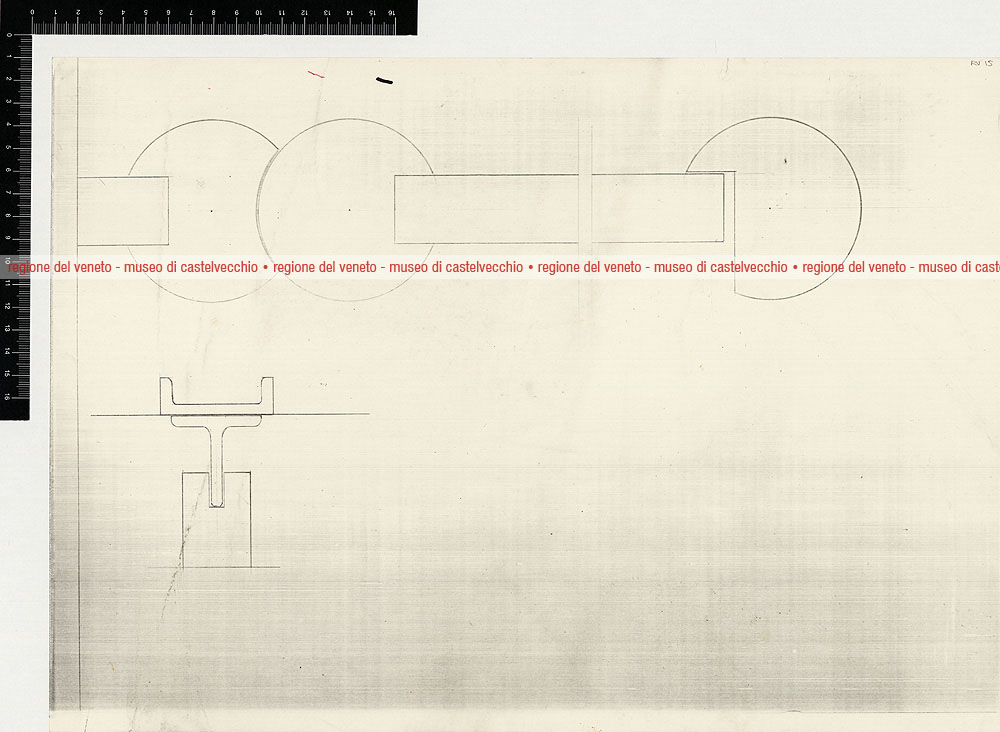 0 1 2 3 4 5 6 7 8 9 10 11 12 13 14 15 16
0 1 2 3 4 5 6 7 8 9 10 11 12 13 14 15 16
RV 15
regione del veneto - museo di castelvecchio • regione del veneto - museo di castelvecchio • regione del veneto - museo di castelvecchio • regione del veneto - museo di cast